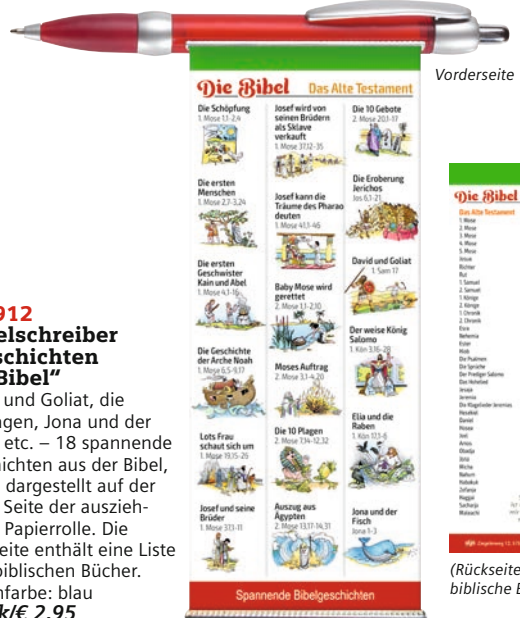 Vorderseite
Die Bibel Das Alte Testament
Die Schöpfung
1. Mose 1,1-2,4
Die ersten
Menschen
1. Mose 2,7-3,24
Die ersten
Geschwister
Kain und Abel
1. Mose 4,1-16
Die Geschichte
der Arche Noah
1. Mose 6,5-9,17
Lots Frau
schaut sich um
1. Mose 19,15-26
Josef und seine
Brüder
1. Mose 37,1-11
Josef wird von
seinen Brüdern
als Sklave
verkauft
1. Mose 37,12-35
Josef kann die
Träume des Pharao
deuten
1. Mose 41,1-46
Baby Mose wird
gerettet
2. Mose 1,1-2,10
Moses Auftrag
2. Mose 3,1-4,20
Die 10 Plagen
2. Mose 7,14-12,32
Auszug aus
Ägypten
2. Mose 13,17-14,31
Die 10 Gebote
2. Mose 20,1-17
Die Eroberung
Jerichos
Jos 6,1-21
David und Goliat
1. Sam 17
Der weise König
Salomo
1. Kön 3,16-28
Elia und die
Raben
1. Kön 17,1-6
Jona und der
Fisch
Jona 1-3
Spannende Bibelgeschichten
Die Bibel
Das Alte Testament
1. Mose
2. Mose
3. Mose
4. Mose
5. Mose
Josua
Richter
Rut
1. Samuel
2. Samuel
1. Könige
2. Könige
1. Chronik
2. Chronik
Esra
Nehemia
Ester
Hiob
Die Psalmen
Die Sprüche
Der Prediger Salomo
Das Hohelied
Jesaja
Jeremia
Die Klagelieder Jeremias
Hesekiel
Daniel
Hosea
Joel
Amos
Obadja
Jona
Micha
Nahum
Habakuk
Zefanja
Haggai
Sacharja
Maleachi
(Rückseite
biblische B
912
elschreiber
schichten
Bibel“
und Goliat, die
agen, Jona und der
etc. – 18 spannende
hichten aus der Bibel,
dargestellt auf der
Seite der auszieh-
Papierrolle. Die
eite enthält eine Liste
biblischen Bücher.
nfarbe: blau
k/€ 2,95